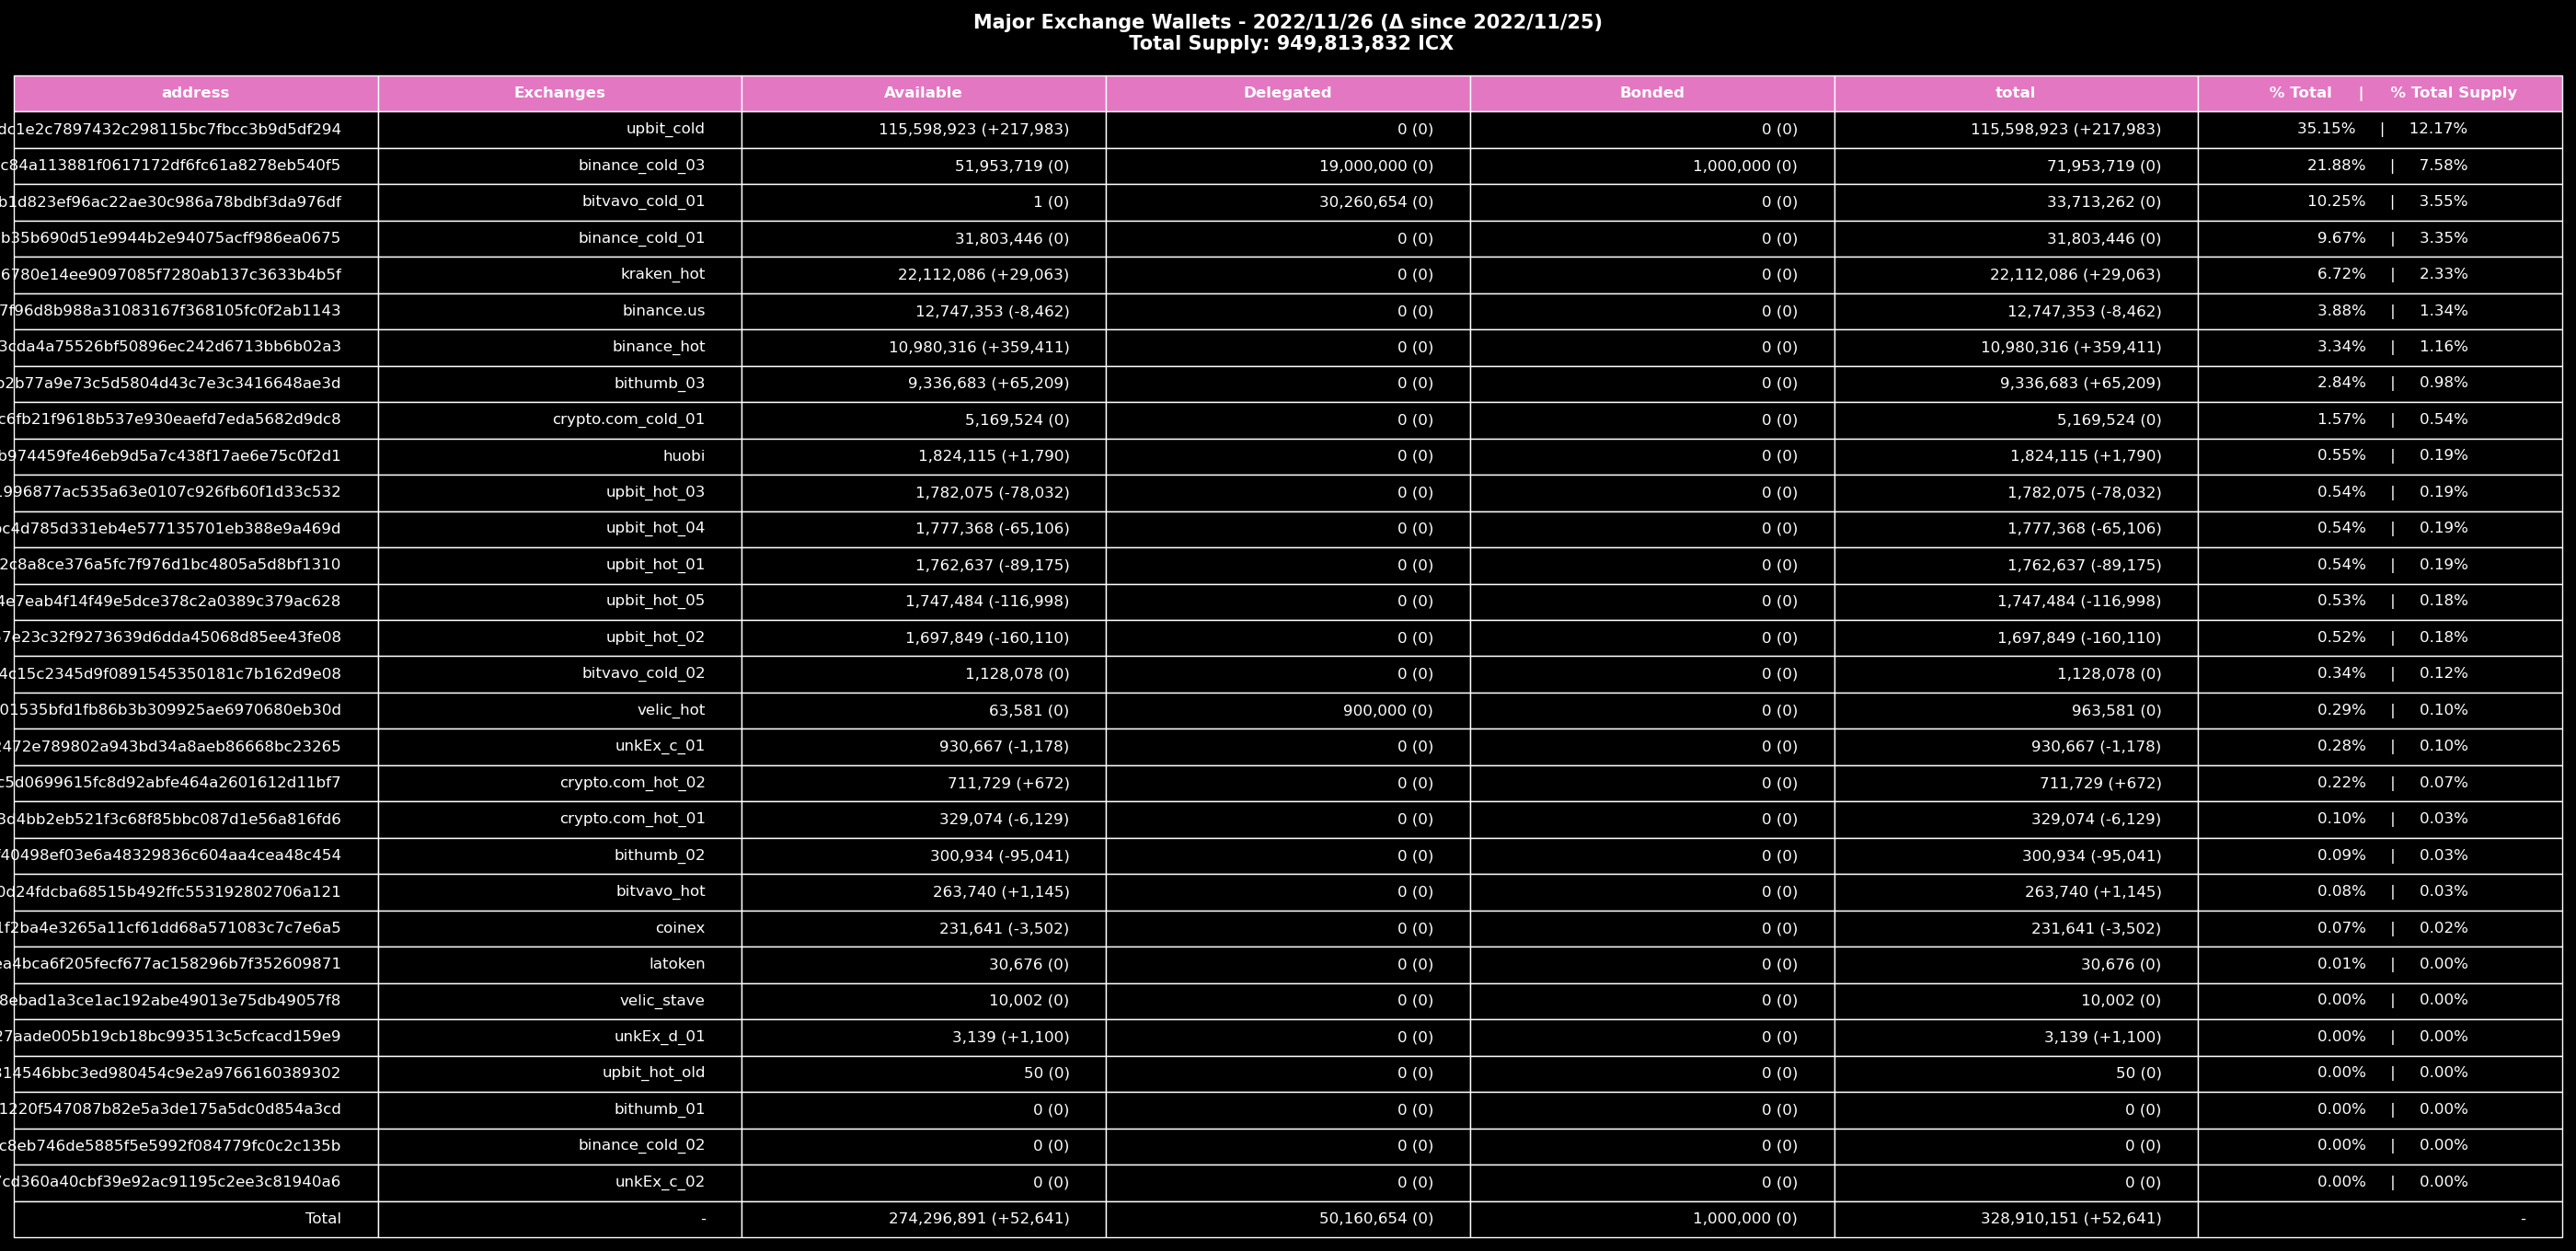 Major Exchange Wallets - 2022/11/26 (Δ since 2022/11/25)
Total Supply: 949,813,832 ICX
address Exchanges Available Delegated Bonded total % Total | % Total Supply
dc1e2c7897432c298115bc7fbcc3b9d5df294 upbit_cold 115,598,923 (+217,983) 0 (0) 0 (0) 115,598,923 (+217,983) 35.15% | 12.17%
c84a113881f0617172df6fc61a8278eb540f5 binance_cold_03 51,953,719 (0) 19,000,000 (0) 1,000,000 (0) 71,953,719 (0) 21.88% | 7.58%
b1d823ef96ac22ae30c986a78bdbf3da976df bitvavo_cold_01 1 (0) 30,260,654 (0) 0 (0) 33,713,262 (0) 10.25% | 3.55%
b35b690d51e9944b2e94075acff986ea0675 binance_cold_01 31,803,446 (0) 0 (0) 0 (0) 31,803,446 (0) 9.67% | 3.35%
6780e14ee9097085f7280ab137c3633b4b5f kraken_hot 22,112,086 (+29,063) 0 (0) 0 (0) 22,112,086 (+29,063) 6.72% | 2.33%
7f96d8b988a31083167f368105fc0f2ab1143 binance.us 12,747,353 (-8,462) 0 (0) 0 (0) 12,747,353 (-8,462) 3.88% | 1.34%
3cda4a75526bf50896ec242d6713bb6b02a3 binance_hot 10,980,316 (+359,411) 0 (0) 0 (0) 10,980,316 (+359,411) 3.34% | 1.16%
b2b77a9e73c5d5804d43c7e3c3416648ae3d bithumb_03 9,336,683 (+65,209) 0 (0) 0 (0) 9,336,683 (+65,209) 2.84% | 0.98%
c6fb21f9618b537e930eaefd7eda5682d9dc8 crypto.com_cold_01 5,169,524 (0) 0 (0) 0 (0) 5,169,524 (0) 1.57% | 0.54%
b974459fe46eb9d5a7c438f17ae6e75c0f2d1 huobi 1,824,115 (+1,790) 0 (0) 0 (0) 1,824,115 (+1,790) 0.55% | 0.19%
1996877ac535a63e0107c926fb60f1d33c532 upbit_hot_03 1,782,075 (-78,032) 0 (0) 0 (0) 1,782,075 (-78,032) 0.54% | 0.19%
bc4d785d331eb4e577135701eb388e9a469d upbit_hot_04 1,777,368 (-65,106) 0 (0) 0 (0) 1,777,368 (-65,106) 0.54% | 0.19%
2c8a8ce376a5fc7f976d1bc4805a5d8bf1310 upbit_hot_01 1,762,637 (-89,175) 0 (0) 0 (0) 1,762,637 (-89,175) 0.54% | 0.19%
4e7eab4f14f49e5dce378c2a0389c379ac628 upbit_hot_05 1,747,484 (-116,998) 0 (0) 0 (0) 1,747,484 (-116,998) 0.53% | 0.18%
57e23c32f9273639d6dda45068d85ee43fe08 upbit_hot_02 1,697,849 (-160,110) 0 (0) 0 (0) 1,697,849 (-160,110) 0.52% | 0.18%
4c15c2345d9f0891545350181c7b162d9e08 bitvavo_cold_02 1,128,078 (0) 0 (0) 0 (0) 1,128,078 (0) 0.34% | 0.12%
01535bfd1fb86b3b309925ae6970680eb30d velic_hot 63,581 (0) 900,000 (0) 0 (0) 963,581 (0) 0.29% | 0.10%
2472e789802a943bd34a8aeb86668bc23265 unkEx_c_01 930,667 (-1,178) 0 (0) 0 (0) 930,667 (-1,178) 0.28% | 0.10%
c5d0699615fc8d92abfe464a2601612d11bf7 crypto.com_hot_02 711,729 (+672) 0 (0) 0 (0) 711,729 (+672) 0.22% | 0.07%
3d4bb2eb521f3c68f85bbc087d1e56a816fd6 crypto.com_hot_01 329,074 (-6,129) 0 (0) 0 (0) 329,074 (-6,129) 0.10% | 0.03%
f40498ef03e6a48329836c604aa4cea48c454 bithumb_02 300,934 (-95,041) 0 (0) 0 (0) 300,934 (-95,041) 0.09% | 0.03%
0d24fdcba68515b492ffc553192802706a121 bitvavo_hot 263,740 (+1,145) 0 (0) 0 (0) 263,740 (+1,145) 0.08% | 0.03%
1f2ba4e3265a11cf61dd68a571083c7c7e6a5 coinex 231,641 (-3,502) 0 (0) 0 (0) 231,641 (-3,502) 0.07% | 0.02%
ea4bca6f205fecf677ac158296b7f352609871 latoken 30,676 (0) 0 (0) 0 (0) 30,676 (0) 0.01% | 0.00%
8ebad1a3ce1ac192abe49013e75db49057f8 velic_stave 10,002 (0) 0 (0) 0 (0) 10,002 (0) 0.00% | 0.00%
27aade005b19cb18bc993513c5cfcacd159e9 unkEx_d_01 3,139 (+1,100) 0 (0) 0 (0) 3,139 (+1,100) 0.00% | 0.00%
314546bbc3ed980454c9e2a9766160389302 upbit_hot_old 50 (0) 0 (0) 0 (0) 50 (0) 0.00% | 0.00%
1220f547087b82e5a3de175a5dc0d854a3cd bithumb_01 0 (0) 0 (0) 0 (0) 0 (0) 0.00% | 0.00%
c8eb746de5885f5e5992f084779fc0c2c135b binance_cold_02 0 (0) 0 (0) 0 (0) 0 (0) 0.00% | 0.00%
7cd360a40cbf39e92ac91195c2ee3c81940a6 unkEx_c_02 0 (0) 0 (0) 0 (0) 0 (0) 0.00% | 0.00%
Total - 274,296,891 (+52,641) 50,160,654 (0) 1,000,000 (0) 328,910,151 (+52,641) -